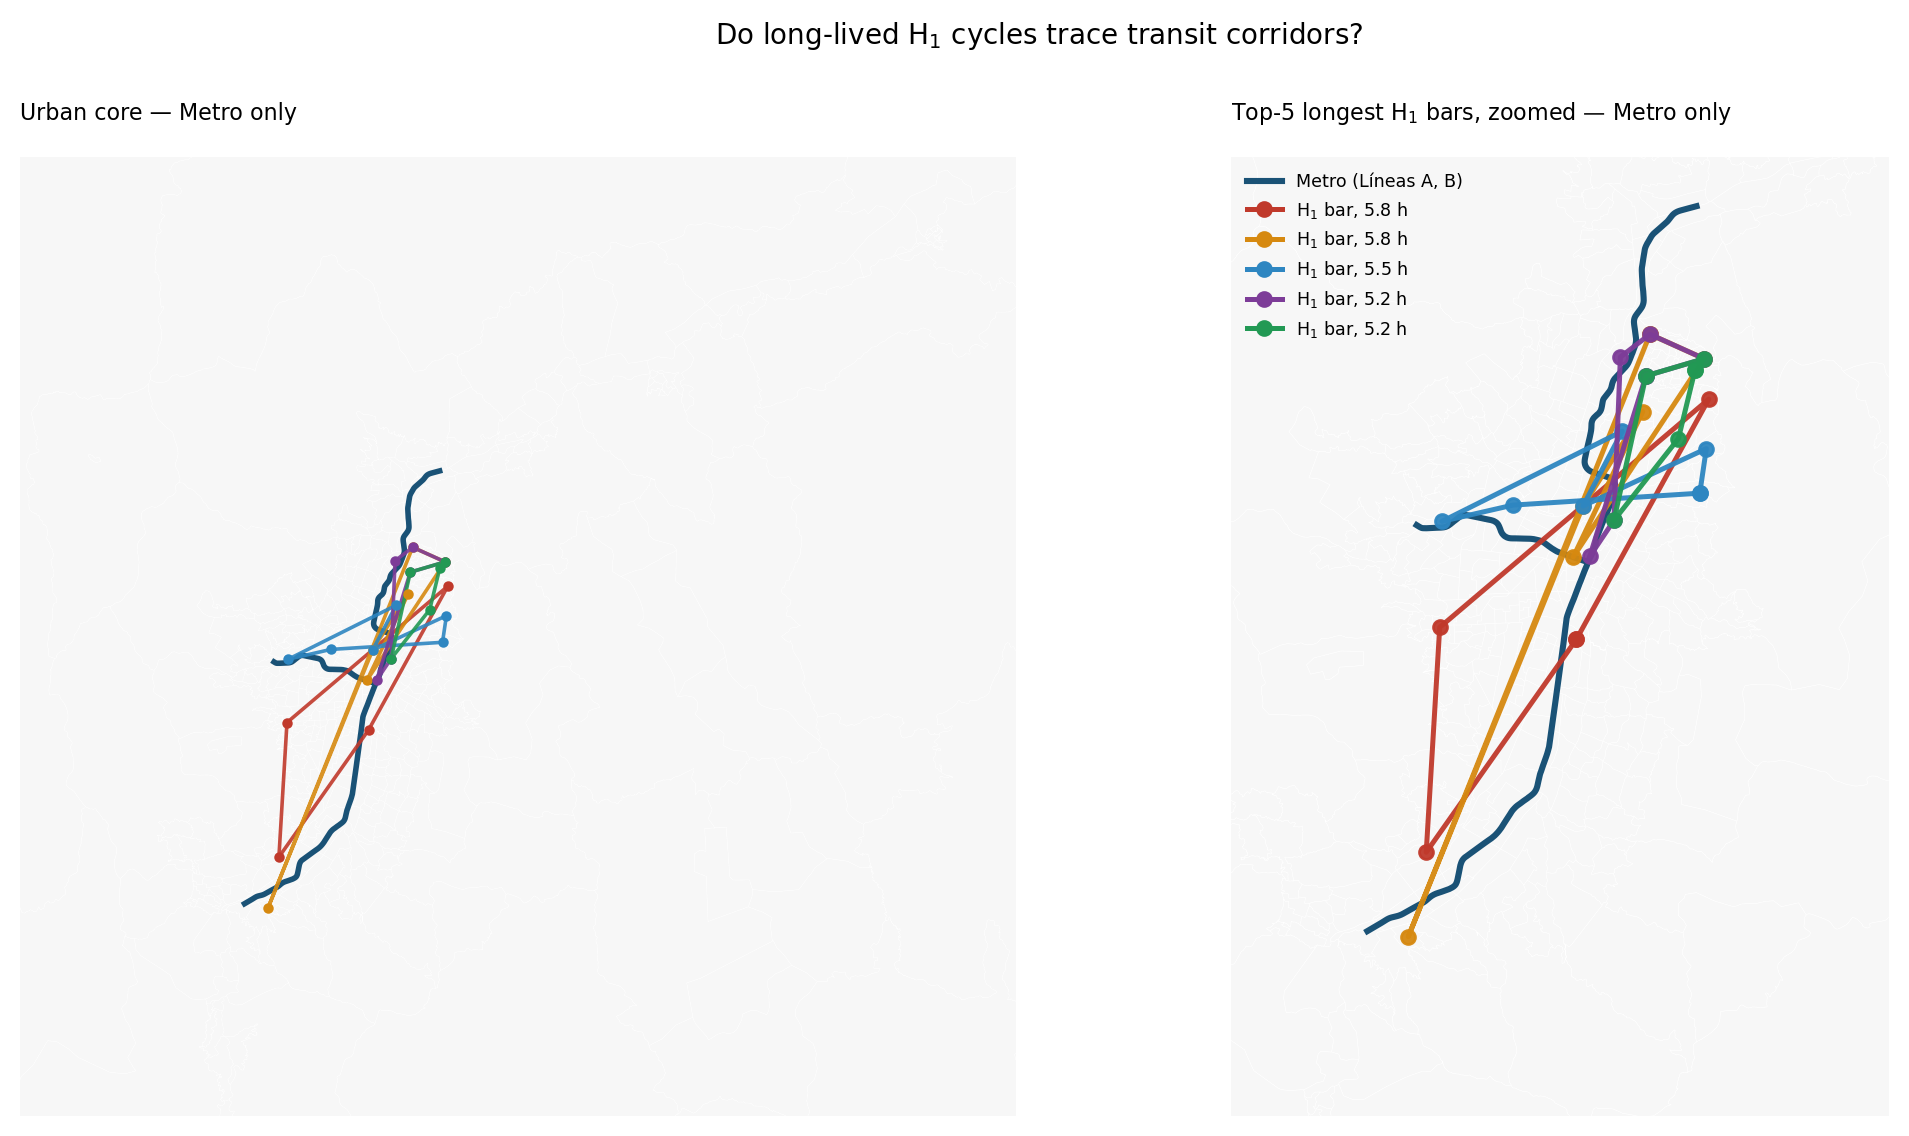 Do long-lived H₁ cycles trace transit corridors?
Urban core — Metro only
Top-5 longest H₁ bars, zoomed — Metro only
Metro (Líneas A, B)
H₁ bar, 5.8 h
H₁ bar, 5.8 h
H₁ bar, 5.5 h
H₁ bar, 5.2 h
H₁ bar, 5.2 h